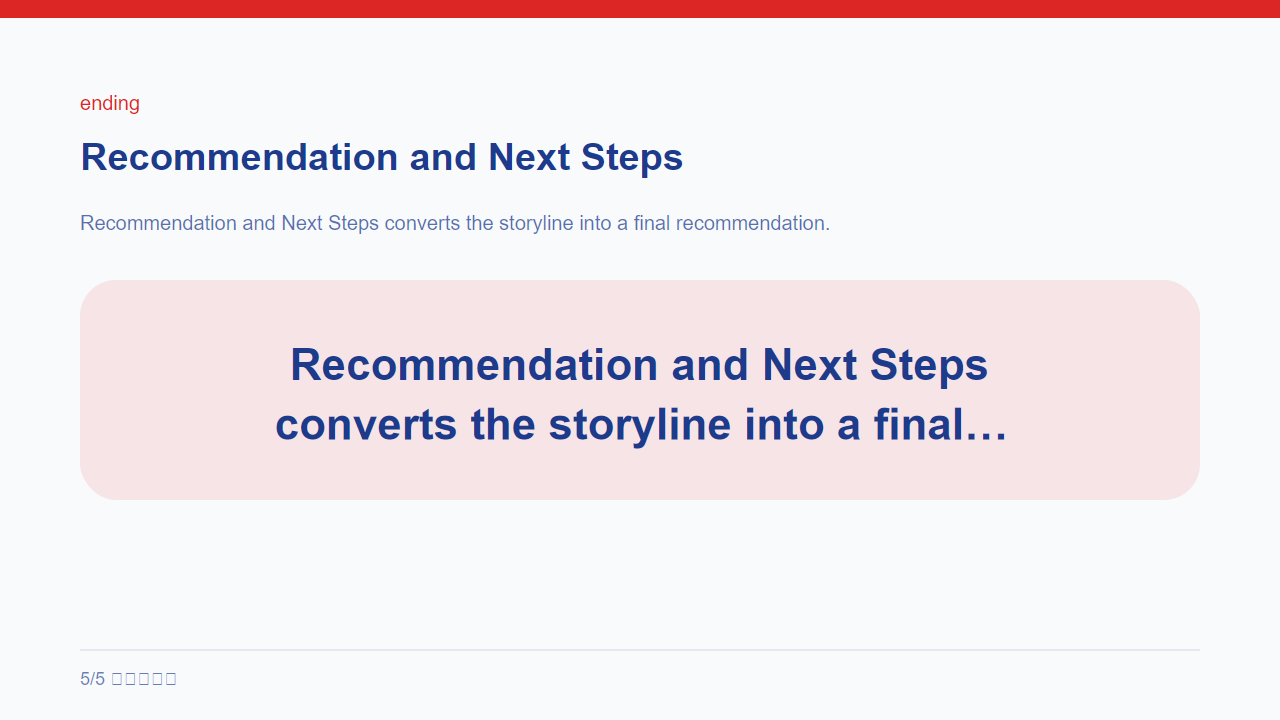 ending
Recommendation and Next Steps
Recommendation and Next Steps converts the storyline into a final recommendation.
Recommendation and Next Steps
converts the storyline into a final…
5/5